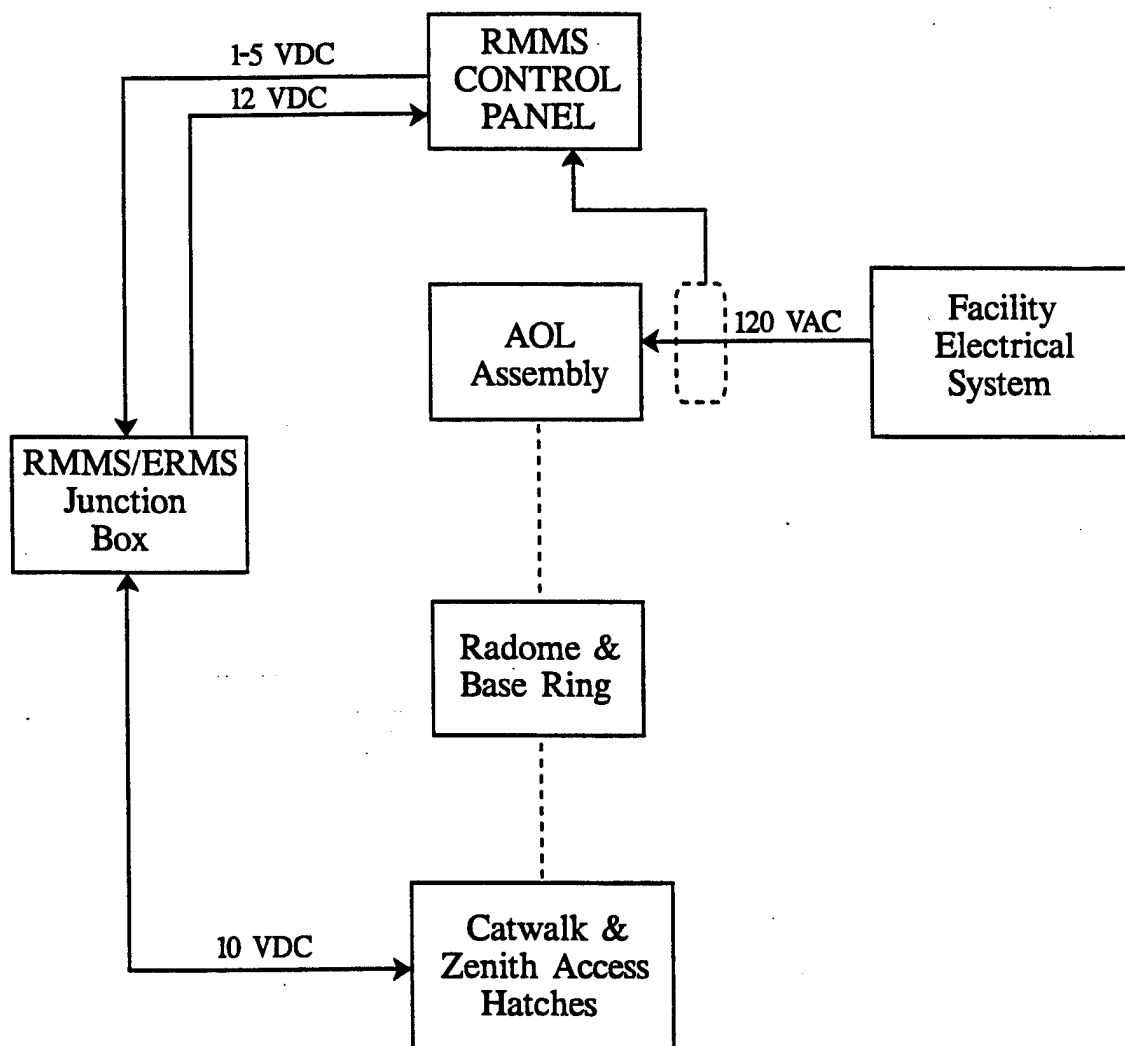 1-5 VDC
12 VDC
RMMS
CONTROL
PANEL
AOL
Assembly
120 VAC
Facility
Electrical
System
RMMS/ERMS
Junction
Box
Radome &
Base Ring
10 VDC
Catwalk &
Zenith Access
Hatches